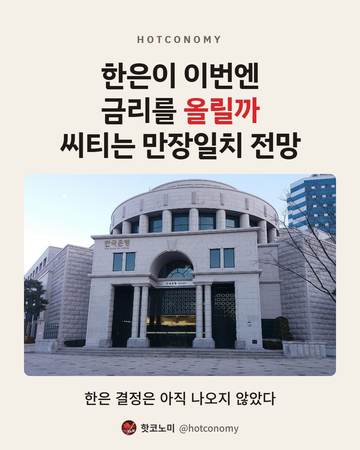 HOTCONOMY
한은이 이번엔
금리를 올릴까
씨티는 만장일치 전망
한국은행
한은 결정은 아직 나오지 않았다
핫코노미 @hotconomy